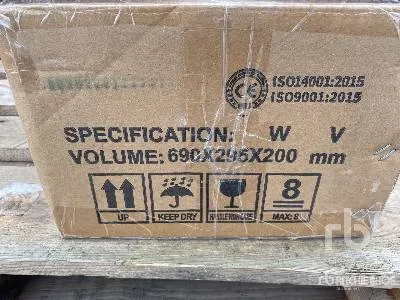 CE
ISO14001:2015
ISO9001:2015
SPECIFICATION: W V
VOLUME: 690X295X200 mm
8
UP KEEP DRY MAX: 8
rb